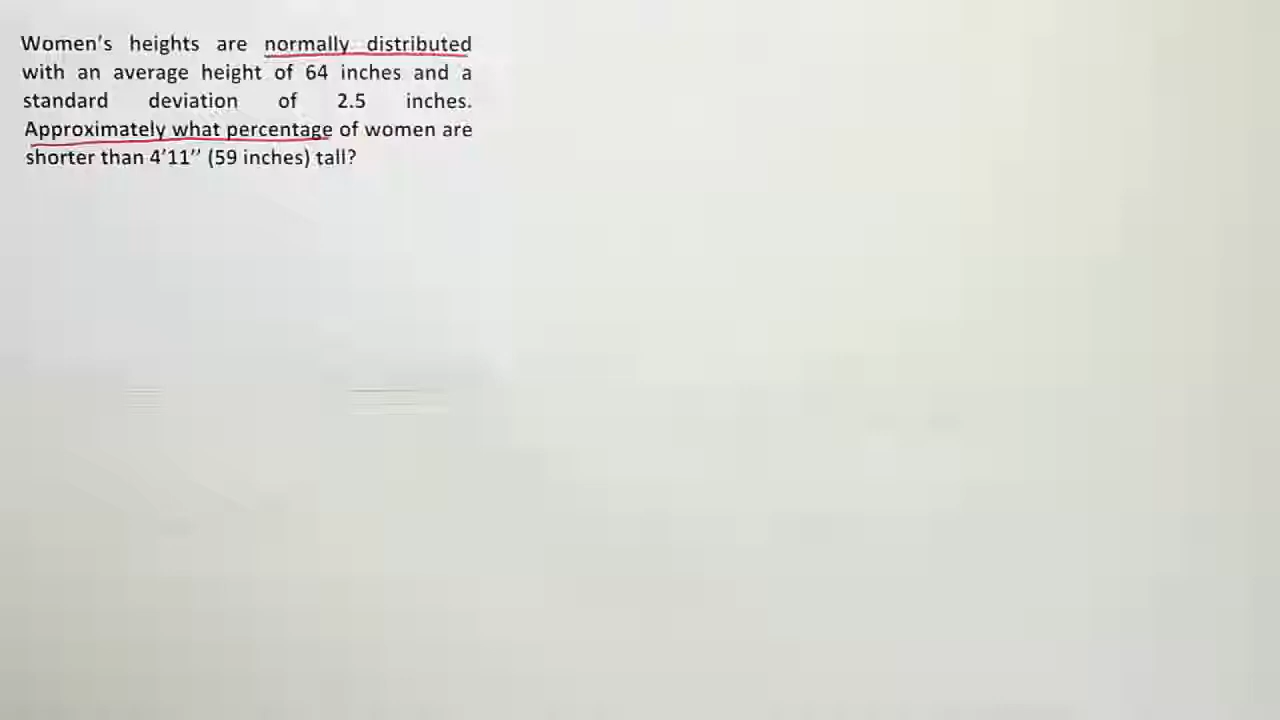 Women's heights are normally distributed
with an average height of 64 inches and a
standard deviation of 2.5 inches.
Approximately what percentage of women are
shorter than 4’11’’ (59 inches) tall?